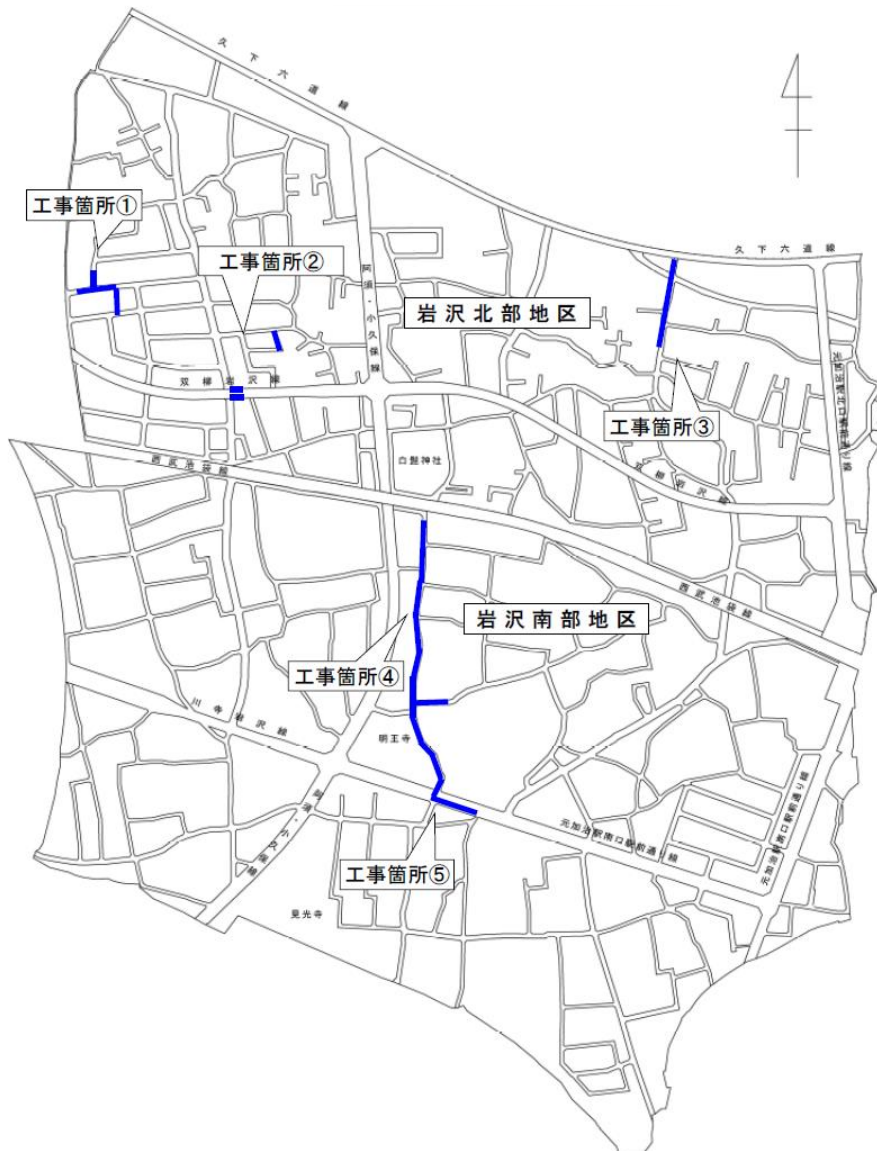 久下六道線
工事箇所①
工事箇所②
久下六道線
阿須・小久保線
岩沢北部地区
元加治駅北口駅前通り線
双柳岩沢線
工事箇所③
白髭神社
西武池袋線
双柳岩沢線
西武池袋線
岩沢南部地区
工事箇所④
川寺岩沢線
明王寺
阿須・小久保線
元加治駅南口駅前通り線
元加治駅南口駅前通り線
工事箇所⑤
見光寺